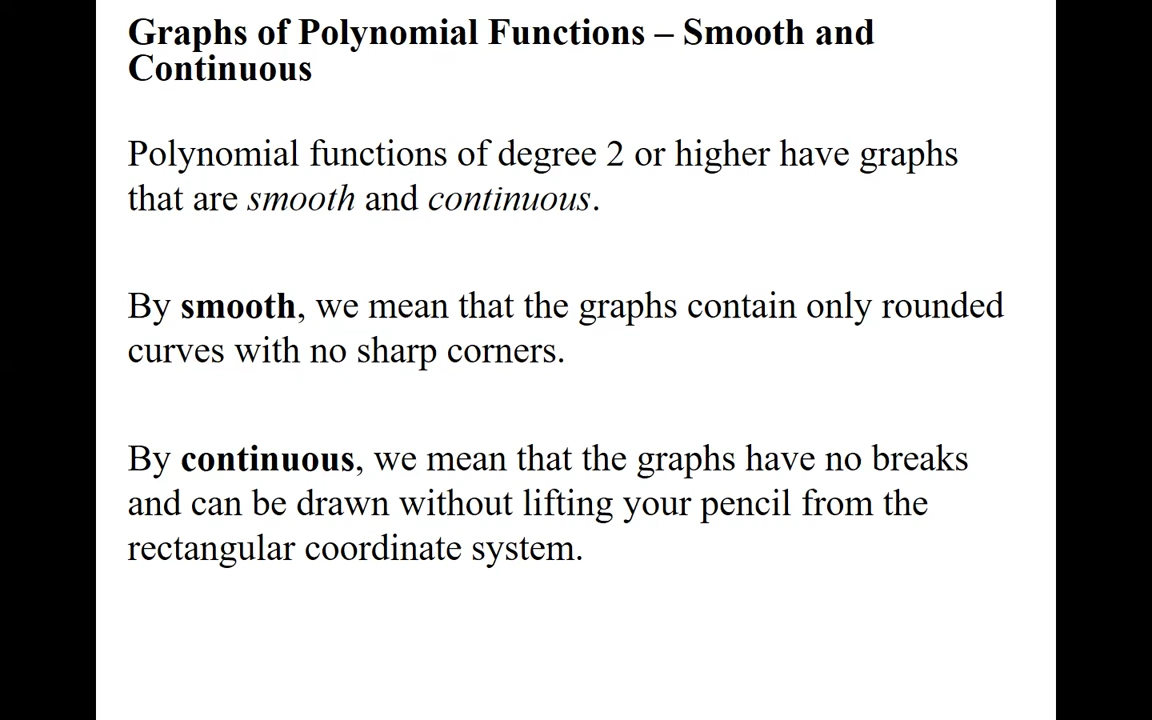 Graphs of Polynomial Functions – Smooth and
Continuous
Polynomial functions of degree 2 or higher have graphs
that are smooth and continuous.
By smooth, we mean that the graphs contain only rounded
curves with no sharp corners.
By continuous, we mean that the graphs have no breaks
and can be drawn without lifting your pencil from the
rectangular coordinate system.